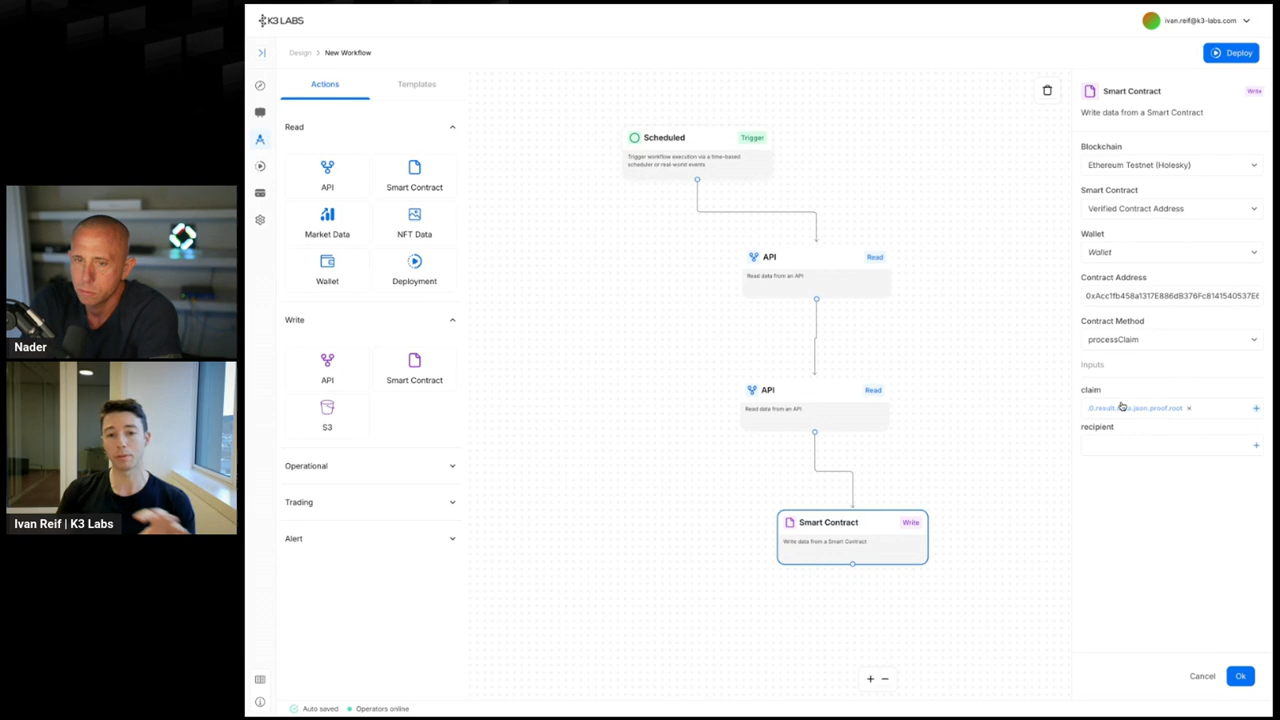 K3 LABS
ivan.reif@k3-labs.com
Design > New Workflow
Deploy
Actions
Templates
Read
API
Smart Contract
Market Data
NFT Data
Wallet
Deployment
Write
API
Smart Contract
S3
Operational
Trading
Alert
Auto saved
Operators online
Scheduled
Trigger
Trigger workflow execution via a time-based
scheduler or real-world events
API
Read
Read data from an API
API
Read
Read data from an API
Smart Contract
Write
Write data from a Smart Contract
Smart Contract
Write
Write data from a Smart Contract
Blockchain
Ethereum Testnet (Holesky)
Smart Contract
Verified Contract Address
Wallet
Wallet
Contract Address
0xAcc1fb458a1317E886dB376Fc8141540537E6
Contract Method
processClaim
Inputs
claim
recipient
Cancel
Ok
Nader
Ivan Reif | K3 Labs